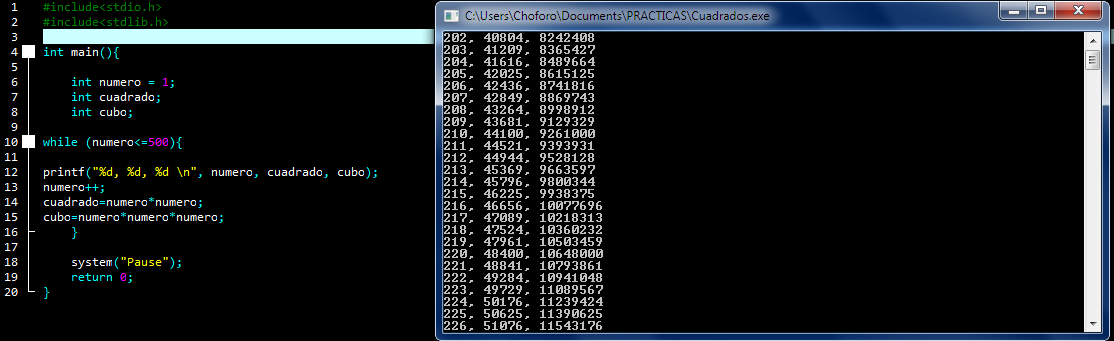 1 #include<stdio.h>
2 #include<stdlib.h>
3
4 int main(){
5
6 int numero = 1;
7 int cuadrado;
8 int cubo;
9
10 while (numero<=500){
11
12 printf("%d, %d, %d \n", numero, cuadrado, cubo);
13 numero++;
14 cuadrado=numero*numero;
15 cubo=numero*numero*numero;
16 }
17
18 system("Pause");
19 return 0;
20 }
C:\Users\Choforo\Documents\PRACTICAS\Cuadrados.exe
202, 40804, 8242408
203, 41209, 8365427
204, 41616, 8489664
205, 42025, 8615125
206, 42436, 8741816
207, 42849, 8869743
208, 43264, 8998912
209, 43681, 9129329
210, 44100, 9261000
211, 44521, 9393931
212, 44944, 9528128
213, 45369, 9663597
214, 45796, 9800344
215, 46225, 9938375
216, 46656, 10077696
217, 47089, 10218313
218, 47524, 10360232
219, 47961, 10503459
220, 48400, 10648000
221, 48841, 10793861
222, 49284, 10941048
223, 49729, 11089567
224, 50176, 11239424
225, 50625, 11390625
226, 51076, 11543176